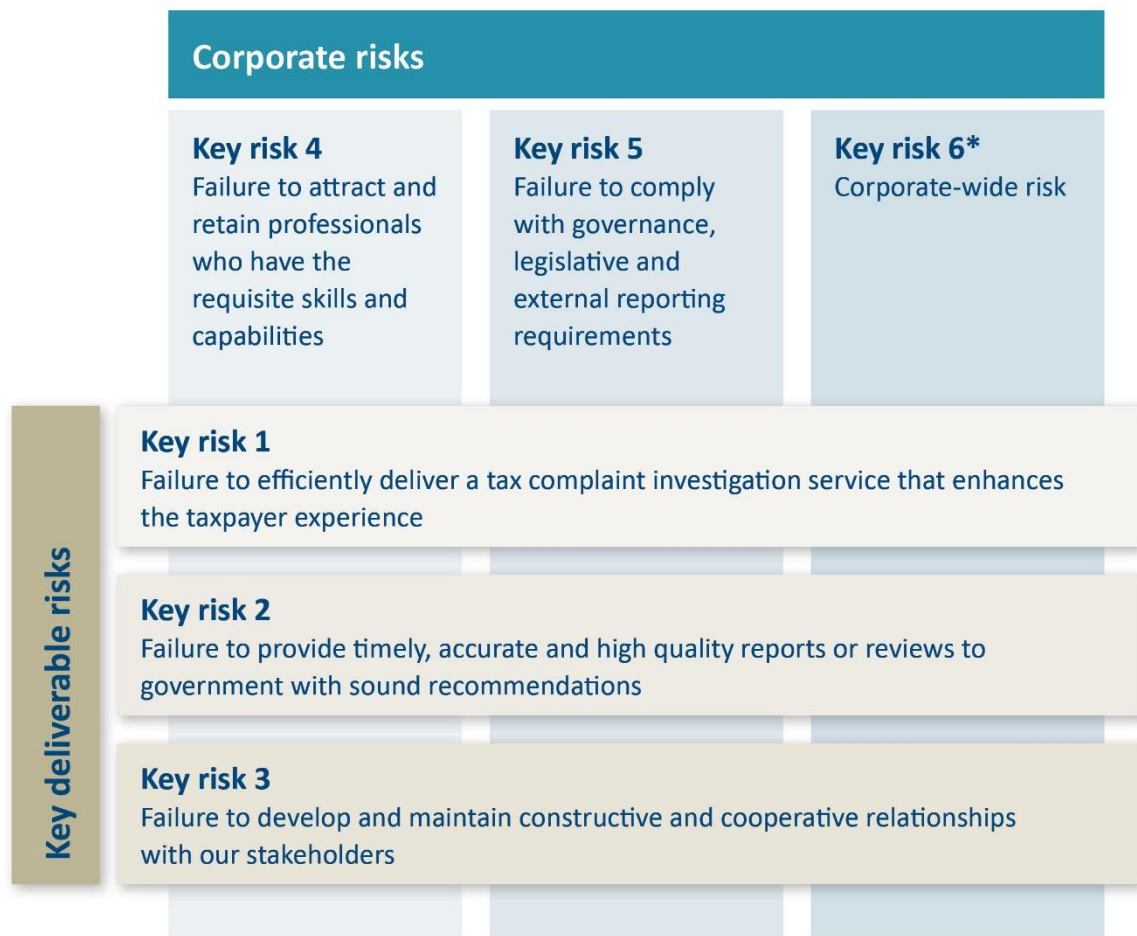 Corporate risks
Key risk 4
Failure to attract and
retain professionals
who have the
requisite skills and
capabilities
Key risk 5
Failure to comply
with governance,
legislative and
external reporting
requirements
Key risk 6*
Corporate-wide risk
Key deliverable risks
Key risk 1
Failure to efficiently deliver a tax complaint investigation service that enhances
the taxpayer experience
Key risk 2
Failure to provide timely, accurate and high quality reports or reviews to
government with sound recommendations
Key risk 3
Failure to develop and maintain constructive and cooperative relationships
with our stakeholders